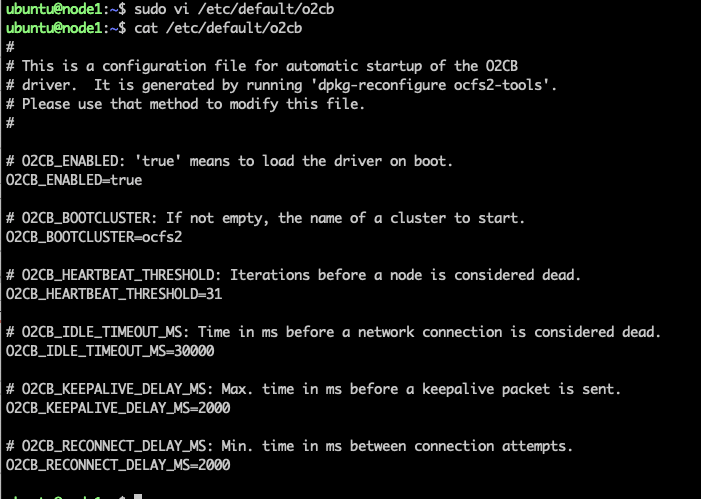 ubuntu@node1:~$ sudo vi /etc/default/o2cb
ubuntu@node1:~$ cat /etc/default/o2cb
#
# This is a configuration file for automatic startup of the O2CB
# driver.  It is generated by running 'dpkg-reconfigure ocfs2-tools'.
# Please use that method to modify this file.
#

# O2CB_ENABLED: 'true' means to load the driver on boot.
O2CB_ENABLED=true

# O2CB_BOOTCLUSTER: If not empty, the name of a cluster to start.
O2CB_BOOTCLUSTER=ocfs2

# O2CB_HEARTBEAT_THRESHOLD: Iterations before a node is considered dead.
O2CB_HEARTBEAT_THRESHOLD=31

# O2CB_IDLE_TIMEOUT_MS: Time in ms before a network connection is considered dead.
O2CB_IDLE_TIMEOUT_MS=30000

# O2CB_KEEPALIVE_DELAY_MS: Max. time in ms before a keepalive packet is sent.
O2CB_KEEPALIVE_DELAY_MS=2000

# O2CB_RECONNECT_DELAY_MS: Min. time in ms between connection attempts.
O2CB_RECONNECT_DELAY_MS=2000

ubuntu@node1:~$